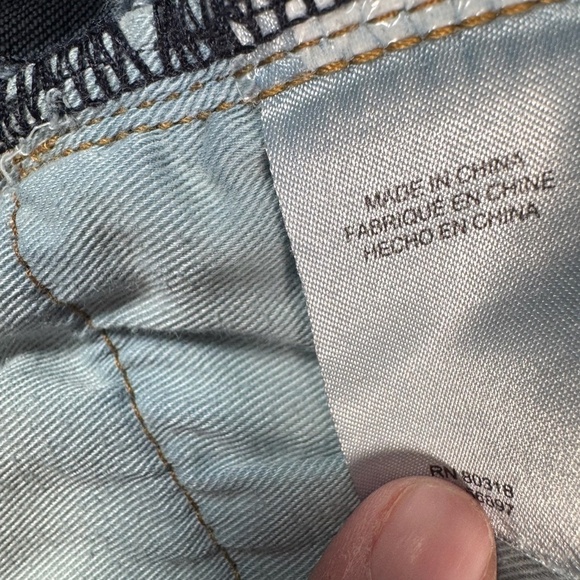 MADE IN CHINA
FABRIQUÉ EN CHINE
HECHO EN CHINA
RN 80318